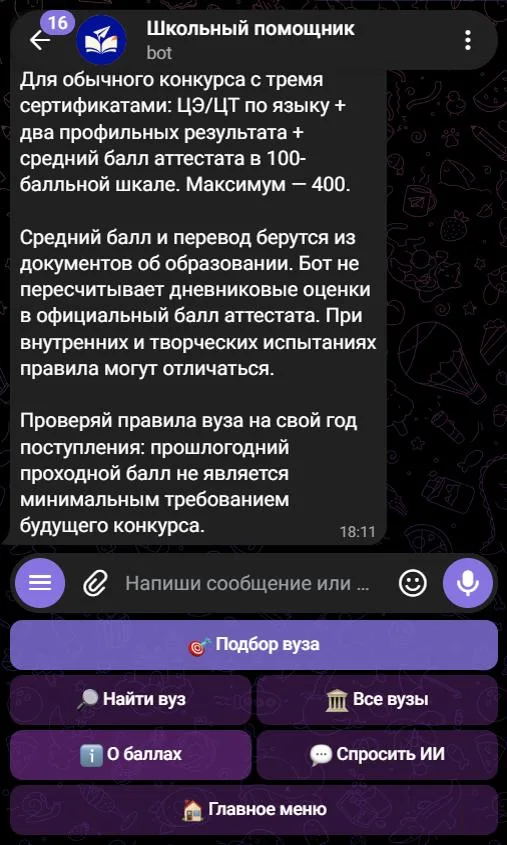 16
Школьный помощник
bot
Для обычного конкурса с тремя
сертификатами: ЦЭ/ЦТ по языку +
два профильных результата +
средний балл аттестата в 100-
балльной шкале. Максимум — 400.
Средний балл и перевод берутся из
документов об образовании. Бот не
пересчитывает дневниковые оценки
в официальный балл аттестата. При
внутренних и творческих испытаниях
правила могут отличаться.
Проверяй правила вуза на свой год
поступления: прошлогодний
проходной балл не является
минимальным требованием
будущего конкурса.
18:11
Напиши сообщение или ...
Подбор вуза
Найти вуз
Все вузы
О баллах
Спросить ИИ
Главное меню